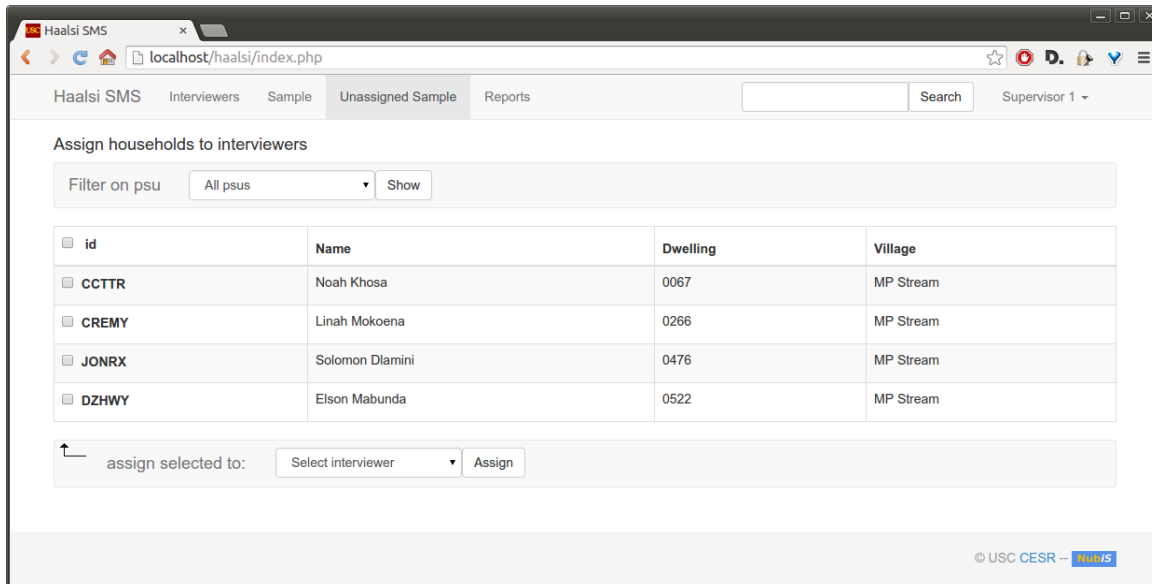 USC Haalsi SMS ×
localhost/haalsi/index.php D.
Haalsi SMS Interviewers Sample Unassigned Sample Reports Search Supervisor 1
Assign households to interviewers
Filter on psu All psus Show
id Name Dwelling Village
CCTTR Noah Khosa 0067 MP Stream
CREMY Linah Mokoena 0266 MP Stream
JONRX Solomon Dlamini 0476 MP Stream
DZHWY Elson Mabunda 0522 MP Stream
assign selected to: Select interviewer Assign
© USC CESR -- NubiS